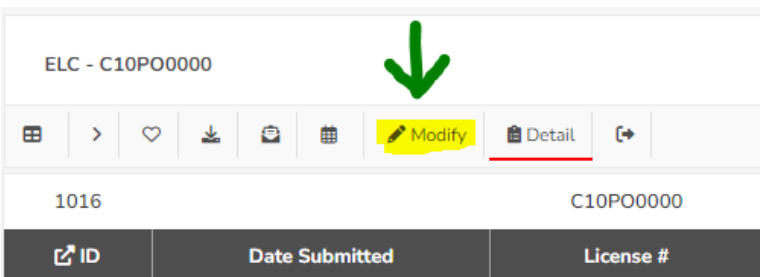 ELC - C10PO0000
Modify Detail
1016 C10PO0000
ID Date Submitted License #